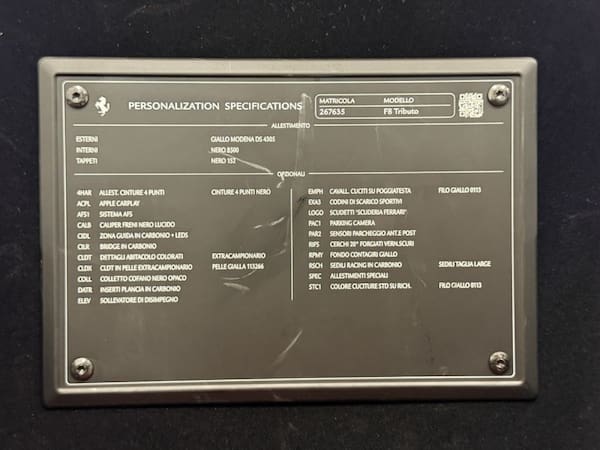 PERSONALIZATION SPECIFICATIONS
MATRICOLA MODELLO
267635 F8 Tributo
ALLESTIMENTO
ESTERNI GIALLO MODENA DS 4305
INTERNI NERO 8500
TAPPETI NERO 152
OPZIONALI
4HAR ALLEST. CINTURE 4 PUNTI CINTURE 4 PUNTI NERO
ACPL APPLE CARPLAY
AFS1 SISTEMA AFS
CALB CALIPER FRENI NERO LUCIDO
CIDL ZONA GUIDA IN CARBONIO + LEDS
CILR BRIDGE IN CARBONIO
CLDT DETTAGLI ABITACOLO COLORATI EXTRACAMPIONARIO
CLDX CLDT IN PELLE EXTRACAMPIONARIO PELLE GIALLA 113266
COLL COLLETTO COFANO NERO OPACO
DATR INSERTI PLANCIA IN CARBONIO
ELEV SOLLEVATORE DI DISIMPEGNO
EMPH CAVALL. CUCITI SU POGGIATESTA FILO GIALLO 0113
EXA3 CODINI DI SCARICO SPORTIVI
LOGO SCUDETTI "SCUDERIA FERRARI"
PAC1 PARKING CAMERA
PAR2 SENSORI PARCHEGGIO ANT.E POST
RIFS CERCHI 20" FORGIATI VERN.SCURI
RPMY FONDO CONTAGIRI GIALLO
RSCH SEDILI RACING IN CARBONIO SEDILI TAGLIA LARGE
SPEC ALLESTIMENTI SPECIALI
STC1 COLORE CUCITURE STD SU RICH. FILO GIALLO 0113